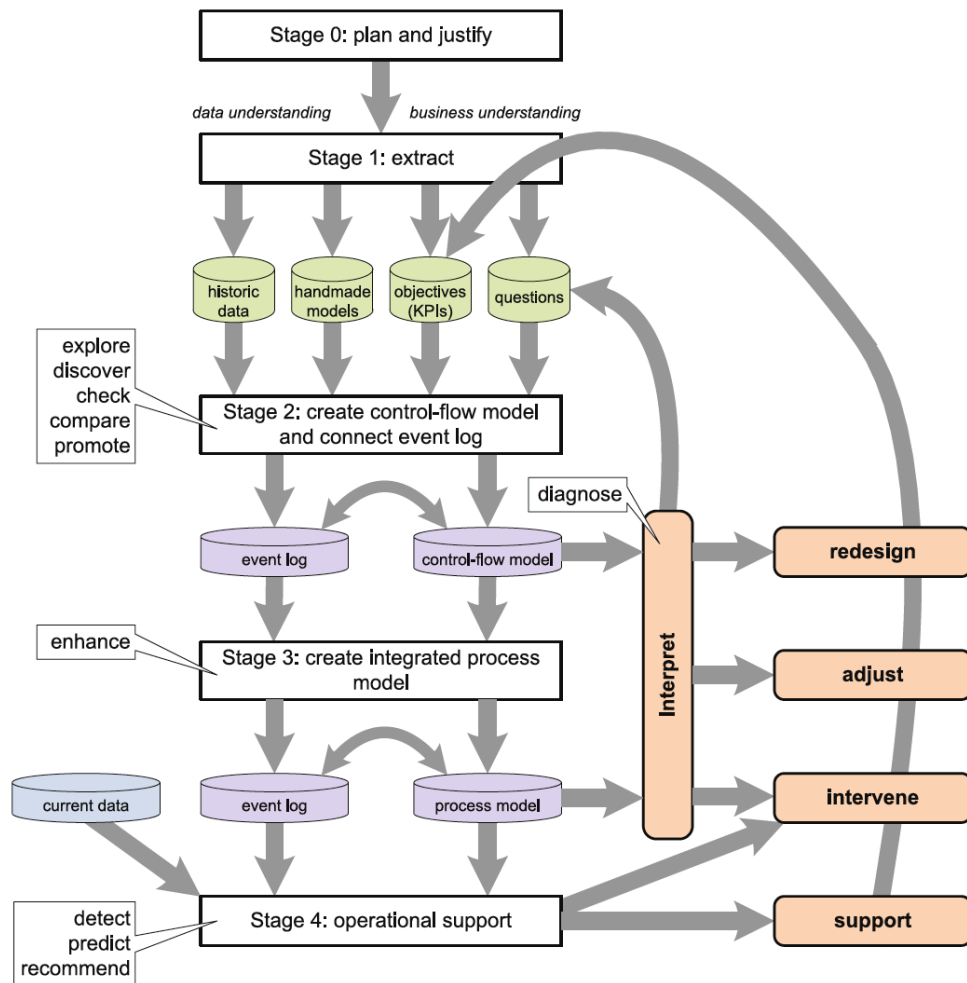 Stage 0: plan and justify
data understanding
business understanding
Stage 1: extract
historic
data
handmade
models
objectives
(KPIs)
questions
explore
discover
check
compare
promote
Stage 2: create control-flow model
and connect event log
diagnose
event log
control-flow model
redesign
enhance
Stage 3: create integrated process
model
Interpret
adjust
current data
event log
process model
intervene
detect
predict
recommend
Stage 4: operational support
support